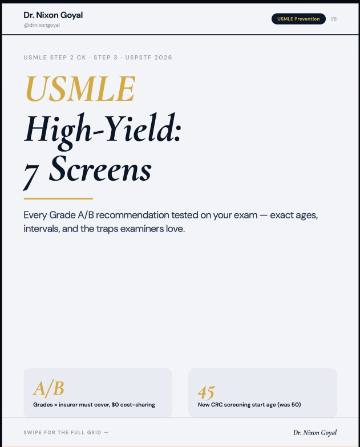 Dr. Nixon Goyal
USMLE Prevention
@drnixongoyal
USMLE STEP 2 CK · STEP 3 · USPSTF 2026
USMLE
High-Yield:
7 Screens
Every Grade A/B recommendation tested on your exam — exact ages,
intervals, and the traps examiners love.
A/B
Grades = insurer must cover, $0 cost-sharing
45
New CRC screening start age (was 50)
SWIPE FOR THE FULL GRID →
Dr. Nixon Goyal